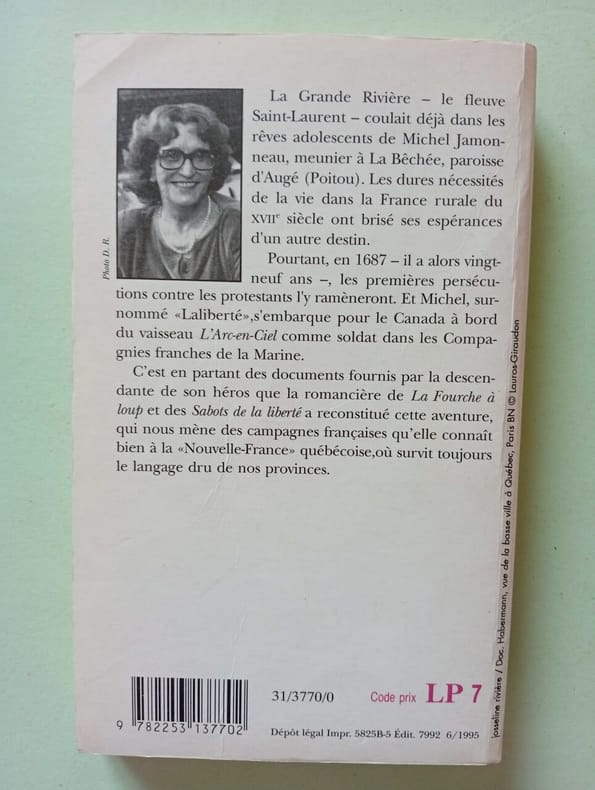 La Grande Rivière – le fleuve
Saint-Laurent – coulait déjà dans les
rêves adolescents de Michel Jamon-
neau, meunier à La Bêchée, paroisse
d'Augé (Poitou). Les dures nécessités
de la vie dans la France rurale du
XVIIe siècle ont brisé ses espérances
d'un autre destin.
Pourtant, en 1687 – il a alors vingt-
neuf ans –, les premières persécu-
tions contre les protestants l'y ramèneront. Et Michel, sur-
nommé «Laliberté»,s'embarque pour le Canada à bord
du vaisseau L'Arc-en-Ciel comme soldat dans les Compa-
gnies franches de la Marine.
C'est en partant des documents fournis par la descen-
dante de son héros que la romancière de La Fourche à
loup et des Sabots de la liberté a reconstitué cette aventure,
qui nous mène des campagnes françaises qu'elle connaît
bien à la «Nouvelle-France» québécoise,où survit toujours
le langage dru de nos provinces.
Photo D. R.
josseline rivière / Doc. Habermann, vue de la basse ville à Québec, Paris BN © Lauros-Giraudon
31/3770/0
Code prix LP 7
9 782253 137702
Dépôt légal Impr. 5825B-5 Édit. 7992 6/1995